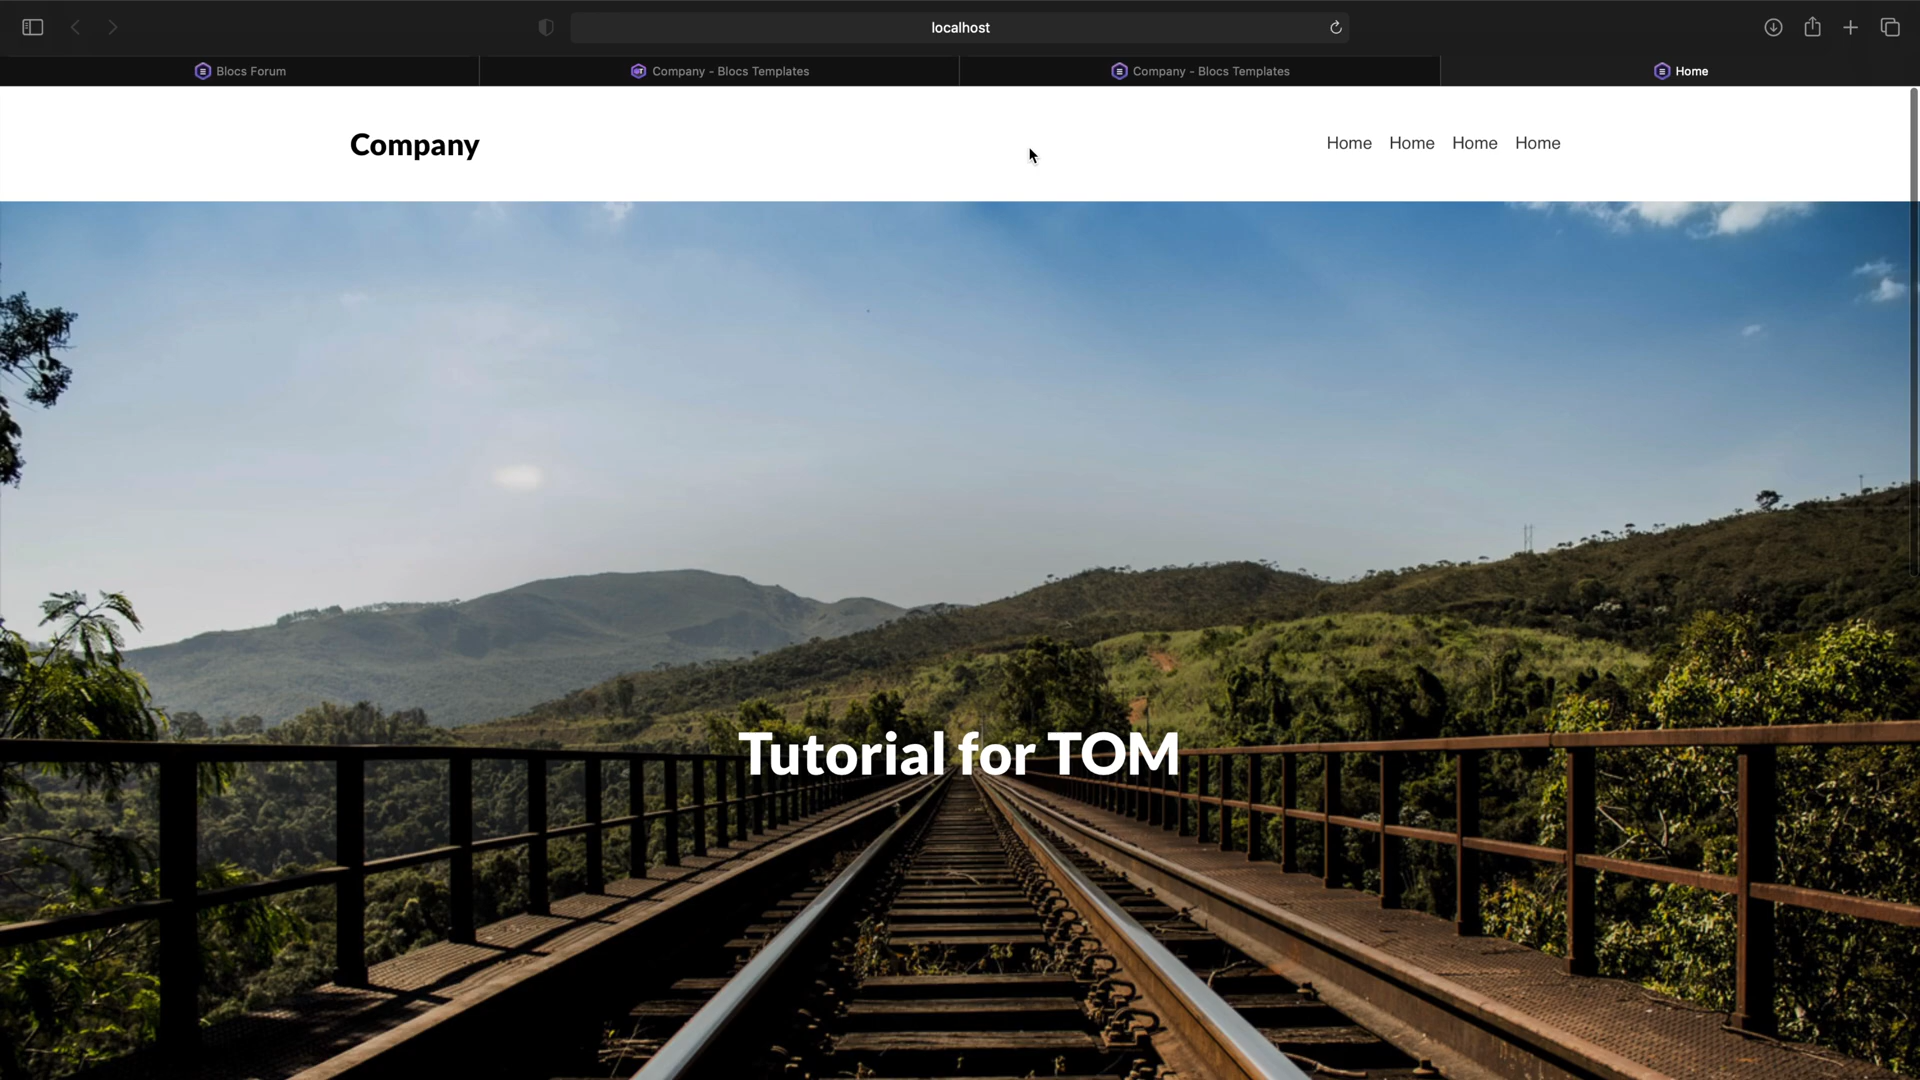 localhost
Blocs Forum
Company - Blocs Templates
Company - Blocs Templates
Home
Company
Home Home Home Home
Tutorial for TOM